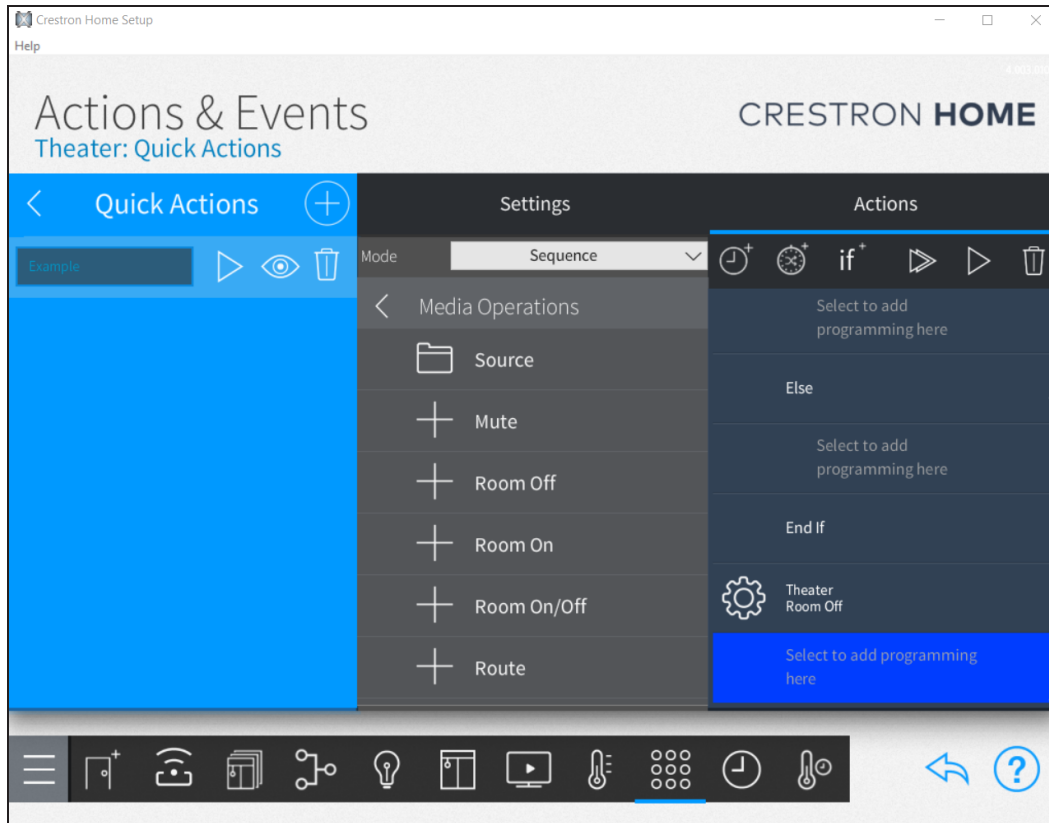 Crestron Home Setup
Help
Actions & Events
CRESTRON HOME
Theater: Quick Actions
Quick Actions
Settings
Actions
Example
Mode
Sequence
if
Media Operations
Source
Mute
Room Off
Room On
Room On/Off
Route
Select to add
programming here
Else
Select to add
programming here
End If
Theater
Room Off
Select to add programming
here
?